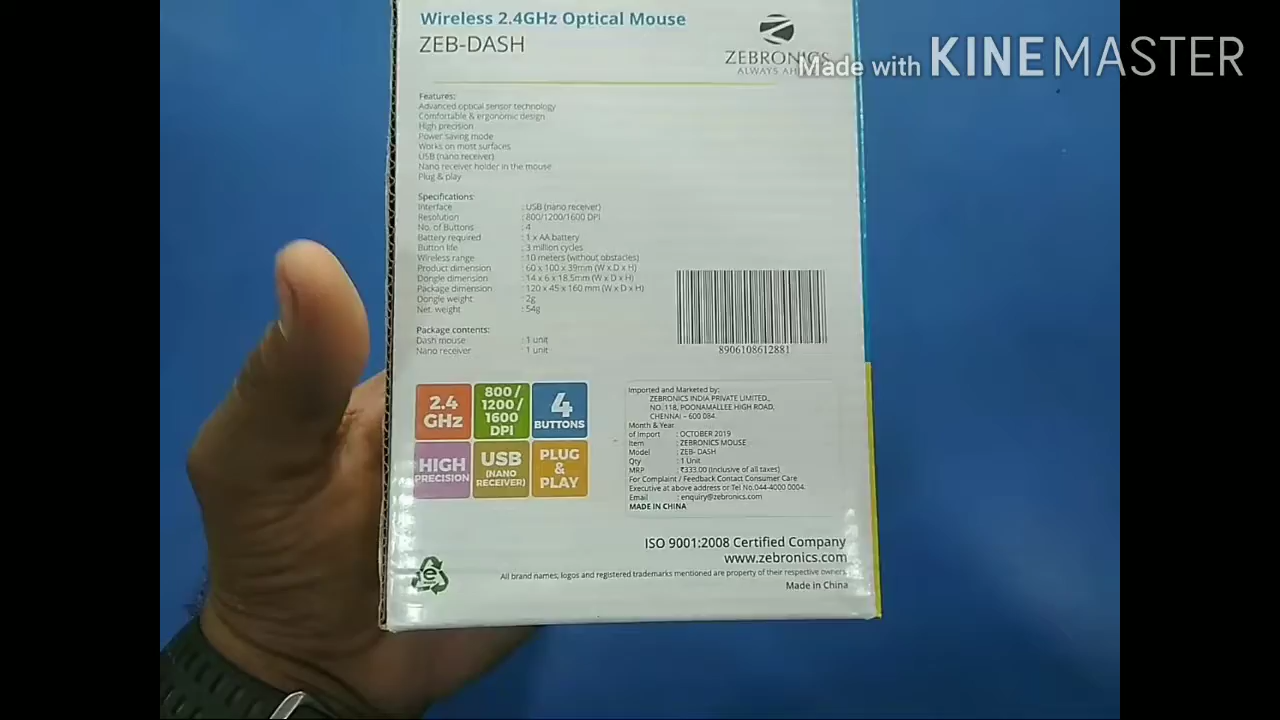 Wireless 2.4GHz Optical Mouse
ZEB-DASH
ZEBRONICS
ALWAYS AH
Made with KINEMASTER
Features:
Advanced optical sensor technology
Comfortable & ergonomic design
High precision
Power saving mode
Works on most surfaces
USB (nano receiver)
Nano receiver holder in the mouse
Plug & play
Specifications:
Interface : USB (nano receiver)
Resolution : 800/1200/1600 DPI
No. of Buttons : 4
Battery required : 1 x AA battery
Button life : 3 million cycles
Wireless range : 10 meters (without obstacles)
Product dimension : 60 x 100 x 39mm (W x D x H)
Dongle dimension : 14 x 6 x 18.5mm (W x D x H)
Package dimension : 120 x 45 x 160 mm (W x D x H)
Dongle weight : 2g
Net. weight : 54g
Package contents:
Dash mouse : 1 unit
Nano receiver : 1 unit
8906108612881
2.4
GHz
800 /
1200 /
1600
DPI
4
BUTTONS
HIGH
PRECISION
USB
(NANO
RECEIVER)
PLUG
&
PLAY
Imported and Marketed by:
ZEBRONICS INDIA PRIVATE LIMITED.,
NO. 118, POONAMALLEE HIGH ROAD,
CHENNAI - 600 084.
Month & Year
of Import : OCTOBER 2019
Item : ZEBRONICS MOUSE
Model : ZEB- DASH
Qty : 1 Unit
MRP : ₹333.00 (Inclusive of all taxes)
For Complaint / Feedback Contact Consumer Care
Executive at above address or Tel No.044-4000 0004.
Email : enquiry@zebronics.com
MADE IN CHINA
ISO 9001:2008 Certified Company
www.zebronics.com
All brand names, logos and registered trademarks mentioned are property of their respective owners.
Made in China
e